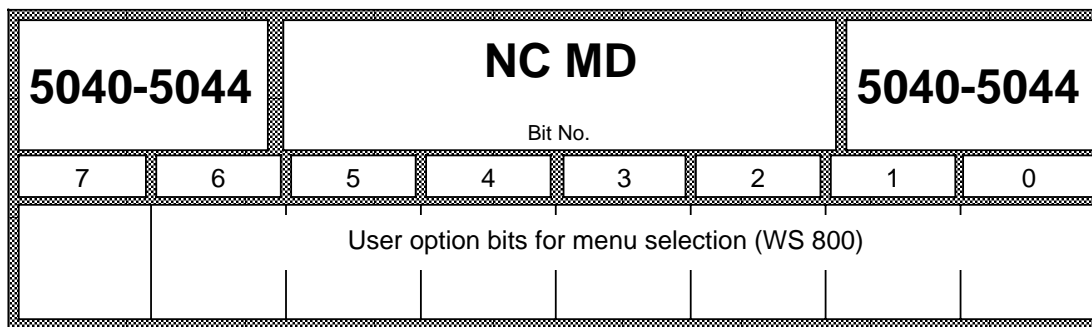 5040-5044 NC MD 5040-5044
Bit No.
7 6 5 4 3 2 1 0
User option bits for menu selection (WS 800)